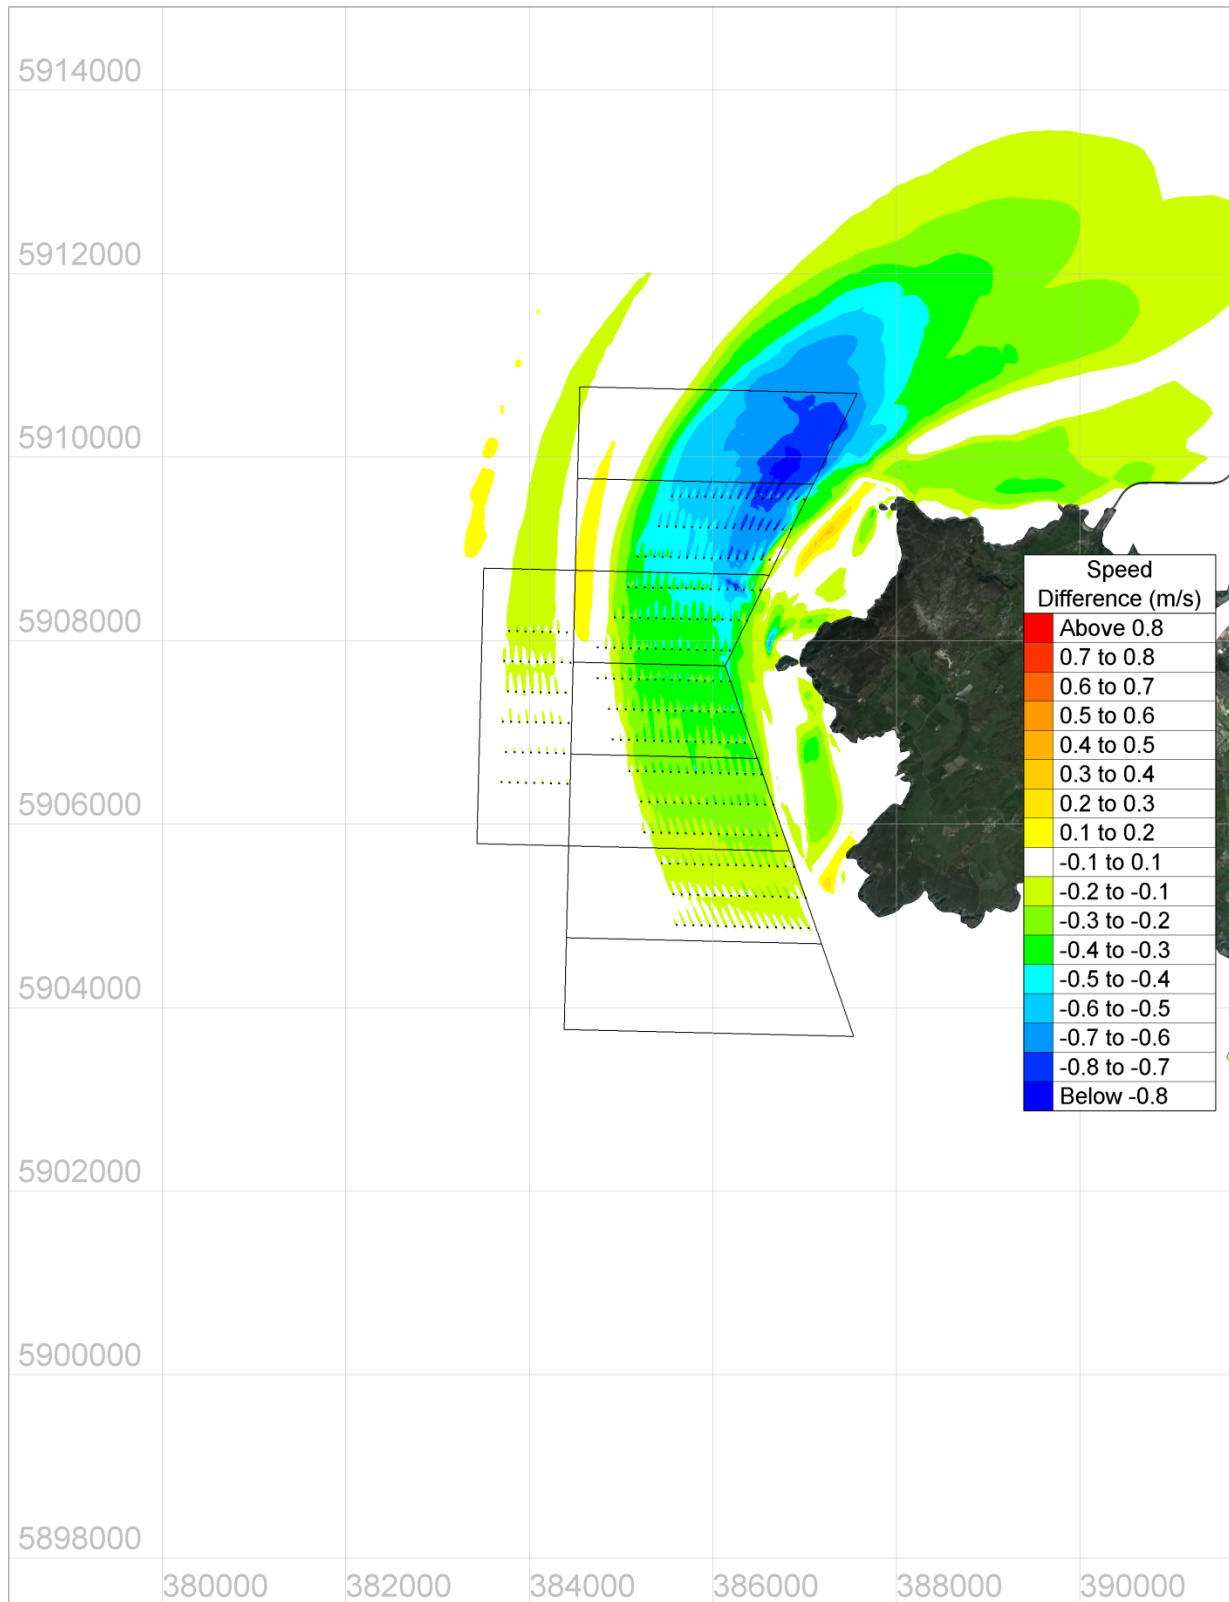 5914000
5912000
5910000
5908000
5906000
5904000
5902000
5900000
5898000
380000
382000
384000
386000
388000
390000
Speed
Difference (m/s)
Above 0.8
0.7 to 0.8
0.6 to 0.7
0.5 to 0.6
0.4 to 0.5
0.3 to 0.4
0.2 to 0.3
0.1 to 0.2
-0.1 to 0.1
-0.2 to -0.1
-0.3 to -0.2
-0.4 to -0.3
-0.5 to -0.4
-0.6 to -0.5
-0.7 to -0.6
-0.8 to -0.7
Below -0.8